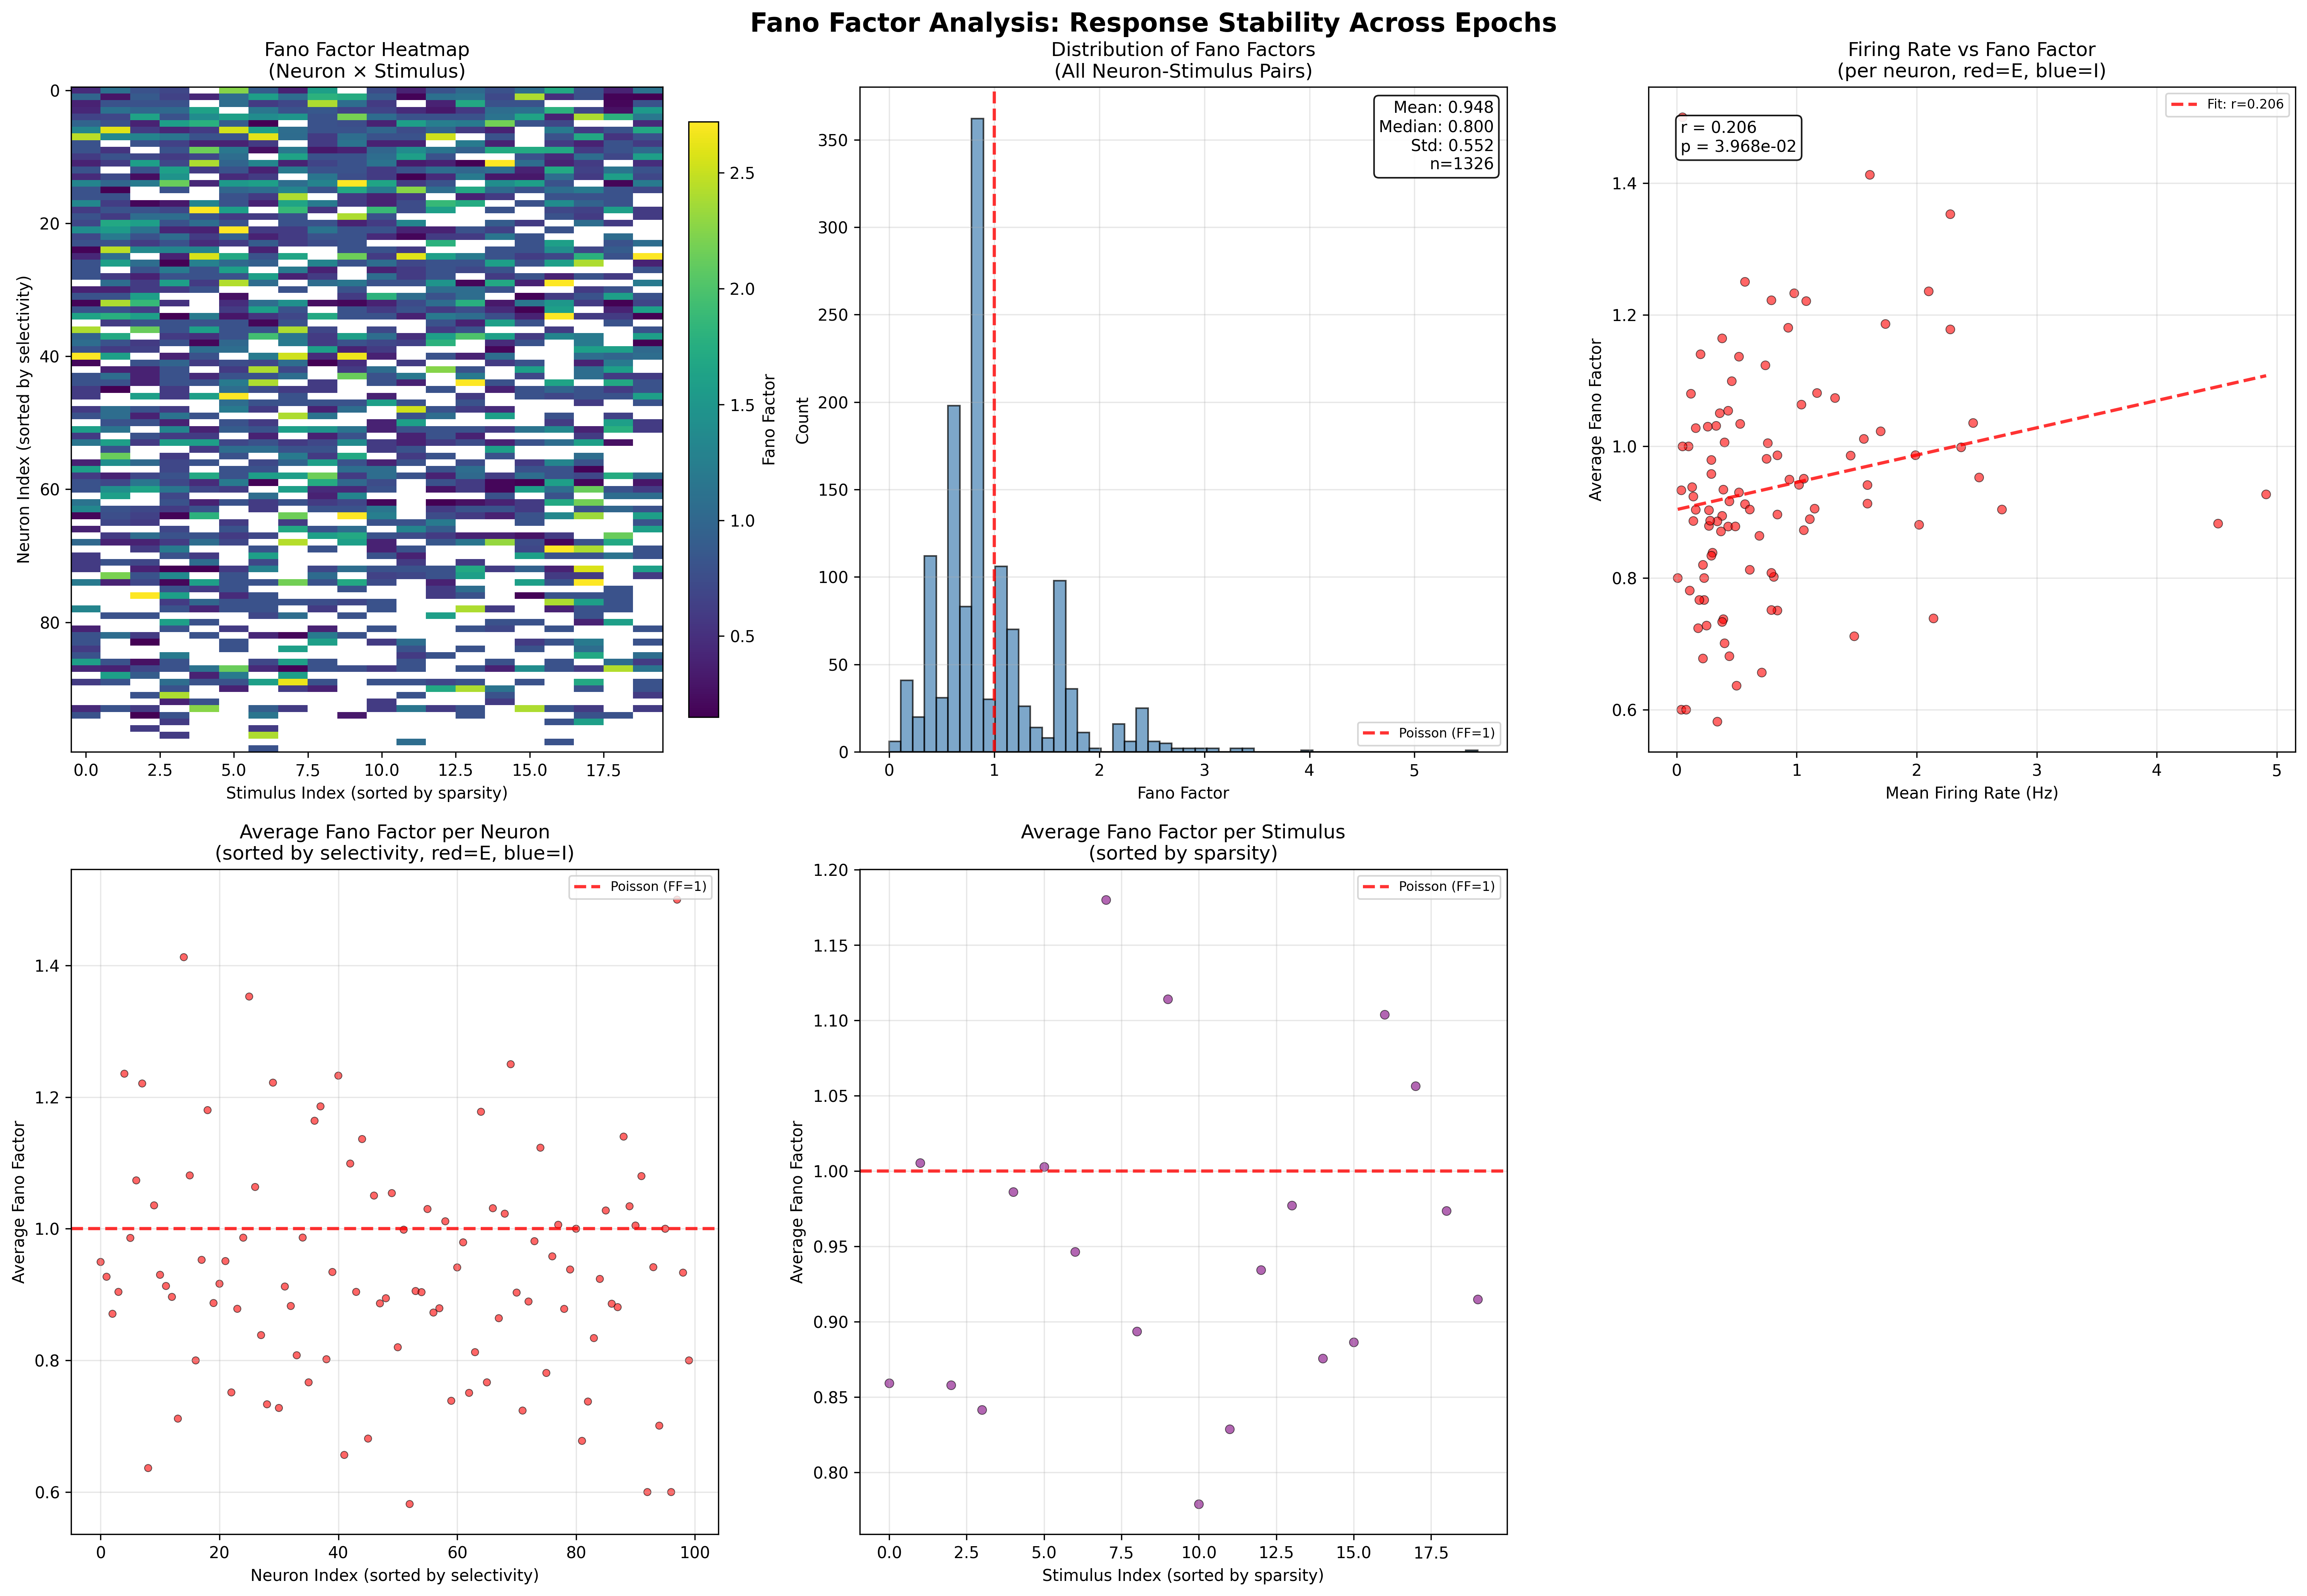 Fano Factor Analysis: Response Stability Across Epochs
Fano Factor Heatmap
(Neuron × Stimulus)
0
20
40
60
80
Neuron Index (sorted by selectivity)
0.0
2.5
5.0
7.5
10.0
12.5
15.0
17.5
Stimulus Index (sorted by sparsity)
2.5
2.0
1.5
1.0
0.5
Fano Factor
Distribution of Fano Factors
(All Neuron-Stimulus Pairs)
Mean: 0.948
Median: 0.800
Std: 0.552
n=1326
350
300
250
200
150
100
50
0
Count
Poisson (FF=1)
0
1
2
3
4
5
Fano Factor
Firing Rate vs Fano Factor
(per neuron, red=E, blue=I)
Fit: r=0.206
r = 0.206
p = 3.968e-02
1.4
1.2
1.0
0.8
0.6
Average Fano Factor
0
1
2
3
4
5
Mean Firing Rate (Hz)
Average Fano Factor per Neuron
(sorted by selectivity, red=E, blue=I)
Poisson (FF=1)
1.4
1.2
1.0
0.8
0.6
Average Fano Factor
0
20
40
60
80
100
Neuron Index (sorted by selectivity)
Average Fano Factor per Stimulus
(sorted by sparsity)
Poisson (FF=1)
1.20
1.15
1.10
1.05
1.00
0.95
0.90
0.85
0.80
Average Fano Factor
0.0
2.5
5.0
7.5
10.0
12.5
15.0
17.5
Stimulus Index (sorted by sparsity)